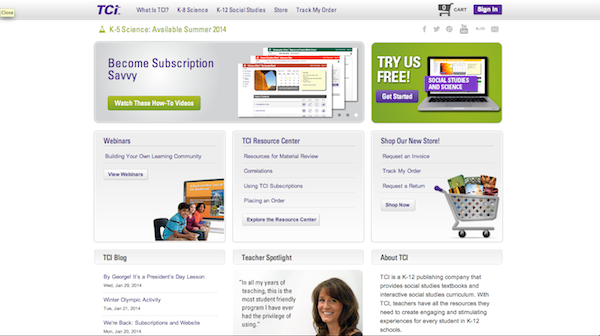 Close
TCi
What Is TCI?
K-8 Science
K-12 Social Studies
Store
Track My Order
0
CART
Sign In
K-5 Science: Available Summer 2014
BLOG
Become Subscription
Savvy
Watch These How-To Videos
TRY US
FREE!
Get Started
SOCIAL STUDIES
AND SCIENCE
Webinars
Building Your Own Learning Community
View Webinars
TCI Resource Center
Resources for Material Review
Correlations
Using TCI Subscriptions
Placing an Order
Explore the Resource Center
Shop Our New Store!
Request an Invoice
Track My Order
Request a Return
Shop Now
TCI Blog
By George! It's a President's Day Lesson
Wed, Jan 29, 2014
Winter Olympic Activity
Tue, Jan 21, 2014
We're Back: Subscriptions and Website
Mon, Jan 20, 2014
Teacher Spotlight
"In all my years of
teaching, this is the
most student friendly
program I have ever
had the privilege of
using."
About TCI
TCI is a K-12 publishing company that
provides social studies textbooks and
interactive social studies curriculum. With
TCI, teachers have all the resources they
need to create engaging and stimulating
experiences for every student in K-12
schools.